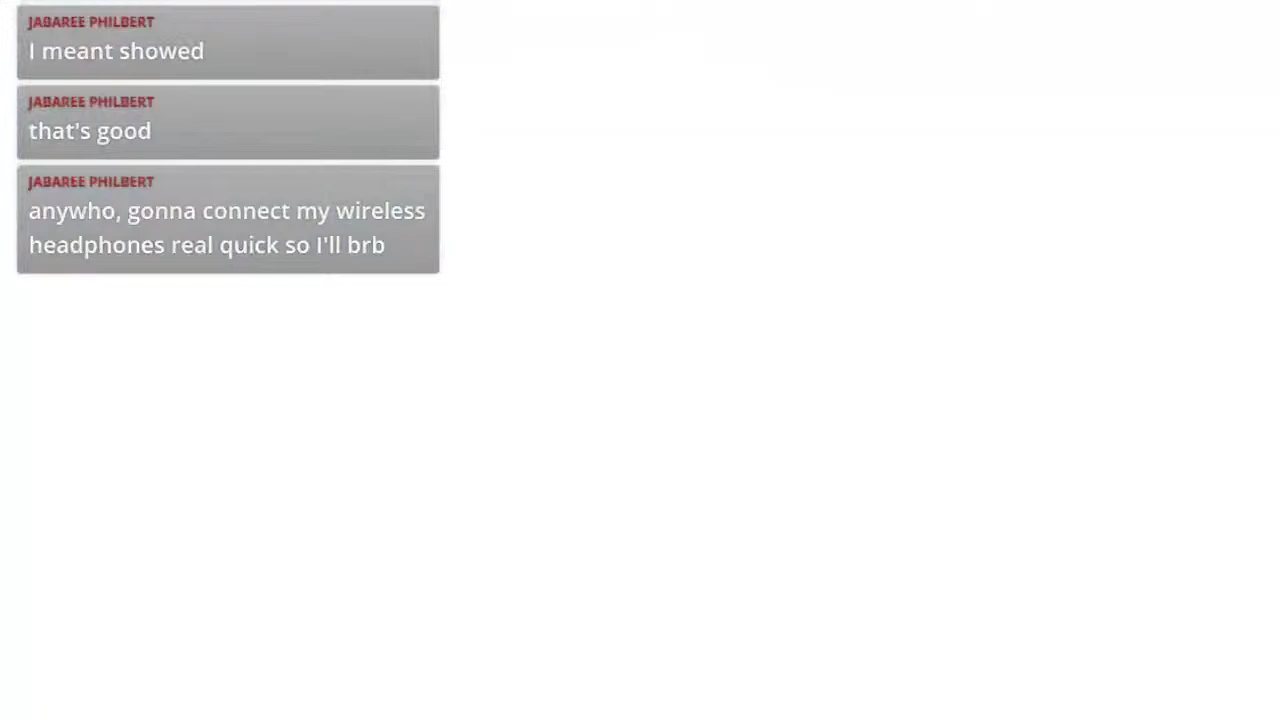 JABAREE PHILBERT
I meant showed
JABAREE PHILBERT
that's good
JABAREE PHILBERT
anywho, gonna connect my wireless
headphones real quick so I'll brb